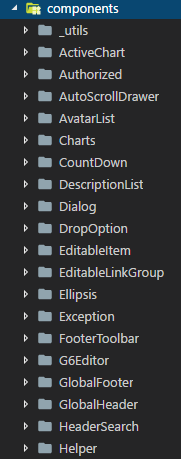 components
_utils
ActiveChart
Authorized
AutoScrollDrawer
AvatarList
Charts
CountDown
DescriptionList
Dialog
DropOption
EditableItem
EditableLinkGroup
Ellipsis
Exception
FooterToolbar
G6Editor
GlobalFooter
GlobalHeader
HeaderSearch
Helper